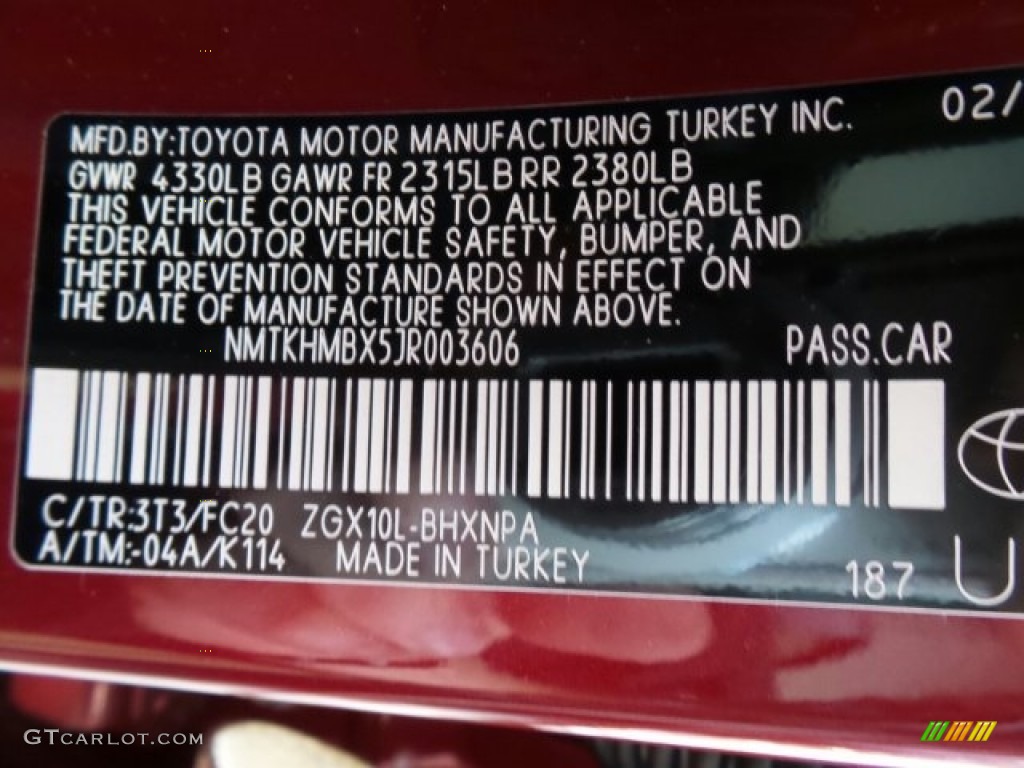 02/
MFD.BY:TOYOTA MOTOR MANUFACTURING TURKEY INC.
GVWR 4330LB GAWR FR 2315LB RR 2380LB
THIS VEHICLE CONFORMS TO ALL APPLICABLE
FEDERAL MOTOR VEHICLE SAFETY, BUMPER, AND
THEFT PREVENTION STANDARDS IN EFFECT ON
THE DATE OF MANUFACTURE SHOWN ABOVE.
NMTKHMBX5JR003606 PASS.CAR
C/TR:3T3/FC20 ZGX10L-BHXNPA
A/TM:-04A/K114 MADE IN TURKEY
187 U
GTCARLOT.COM